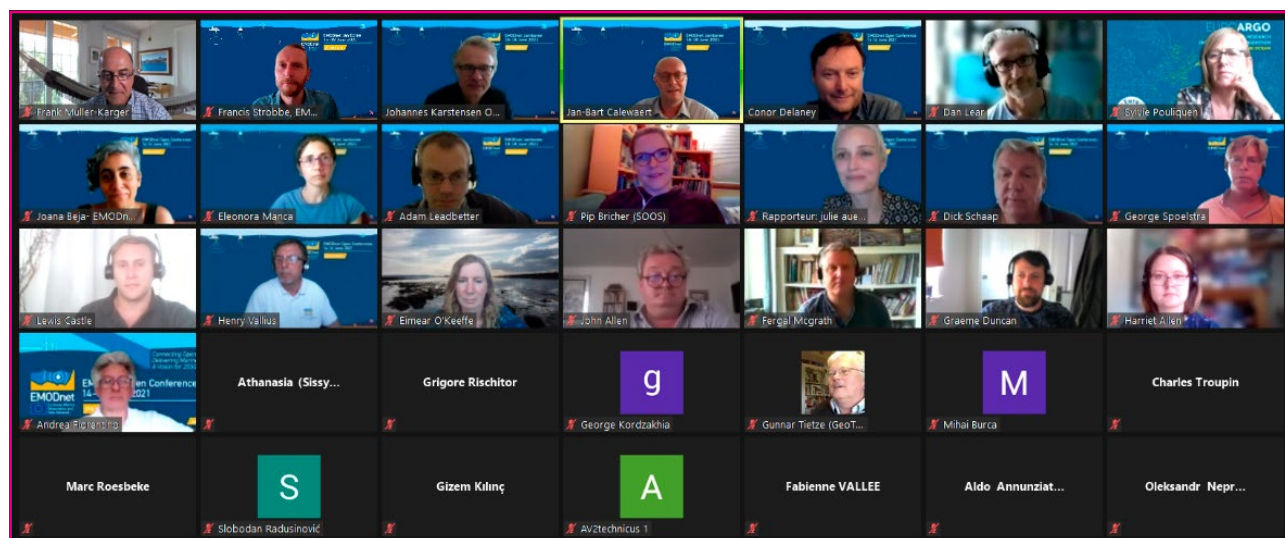 EUROARGO
Frank Muller-Karger
Francis Strobbe, EM...
Johannes Karstensen O...
Jan-Bart Calewaert
Conor Delaney
Dan Lear
Sylvie Pouliquen
Joana Beja- EMODn...
Eleonora Manca
Adam Leadbetter
Pip Bricher (SOOS)
Rapporteur: julie aue...
Dick Schaap
George Spoelstra
Lewis Castle
Henry Vallius
Eimear O'Keeffe
John Allen
Fergal Mcgrath
Graeme Duncan
Harriet Allen
EMODnet
2021
Andrea Fiorentino
Athanasia (Sissy...
Grigore Rischitor
g
George Kordzakhia
Gunnar Tietze (GeoT...
M
Mihai Burca
Charles Troupin
Marc Roesbeke
S
Slobodan Radusinović
Gizem Kılınç
A
AV2technicus 1
Fabienne VALLEE
Aldo Annunziat...
Oleksandr Nepr...